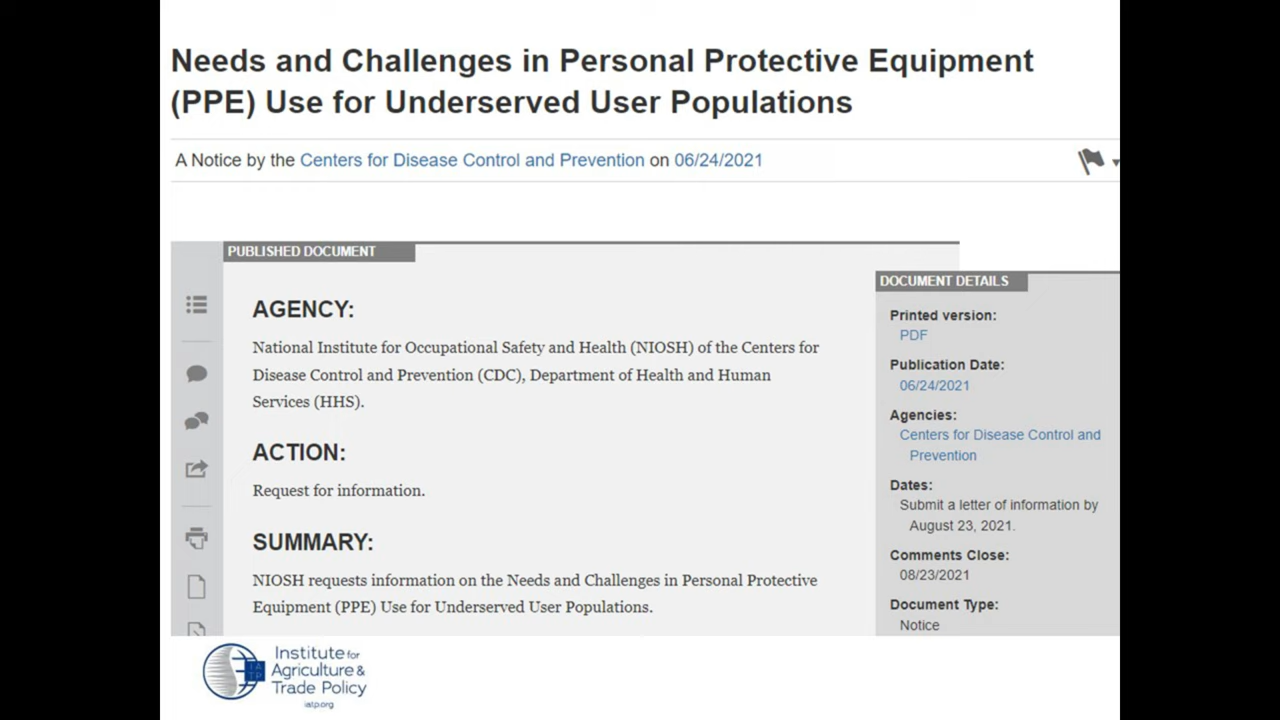 Needs and Challenges in Personal Protective Equipment
(PPE) Use for Underserved User Populations
A Notice by the Centers for Disease Control and Prevention on 06/24/2021
PUBLISHED DOCUMENT
AGENCY:
National Institute for Occupational Safety and Health (NIOSH) of the Centers for
Disease Control and Prevention (CDC), Department of Health and Human
Services (HHS).
ACTION:
Request for information.
SUMMARY:
NIOSH requests information on the Needs and Challenges in Personal Protective
Equipment (PPE) Use for Underserved User Populations.
DOCUMENT DETAILS
Printed version:
PDF
Publication Date:
06/24/2021
Agencies:
Centers for Disease Control and
Prevention
Dates:
Submit a letter of information by
August 23, 2021.
Comments Close:
08/23/2021
Document Type:
Notice
IA
TP
Institute for
Agriculture &
Trade Policy
iatp.org